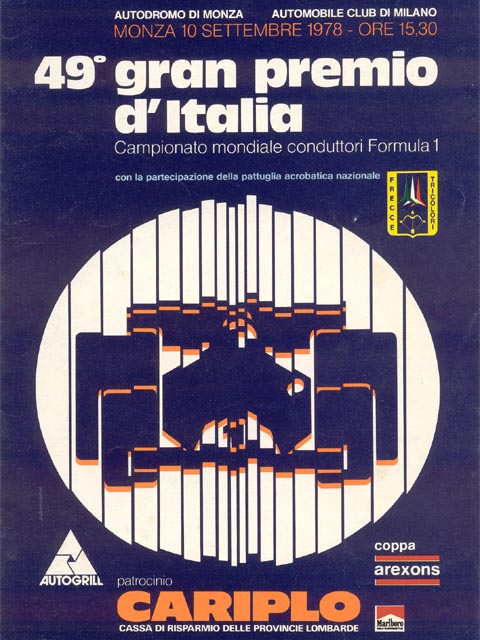 AUTODROMO DI MONZA AUTOMOBILE CLUB DI MILANO
MONZA 10 SETTEMBRE 1978 - ORE 15,30
49° gran premio
d'Italia
Campionato mondiale conduttori Formula 1
con la partecipazione della pattuglia acrobatica nazionale
FRECCE
TRICOLORI
AUTOGRILL
coppa
arexons
patrocinio
CARIPLO
CASSA DI RISPARMIO DELLE PROVINCIE LOMBARDE
Marlboro